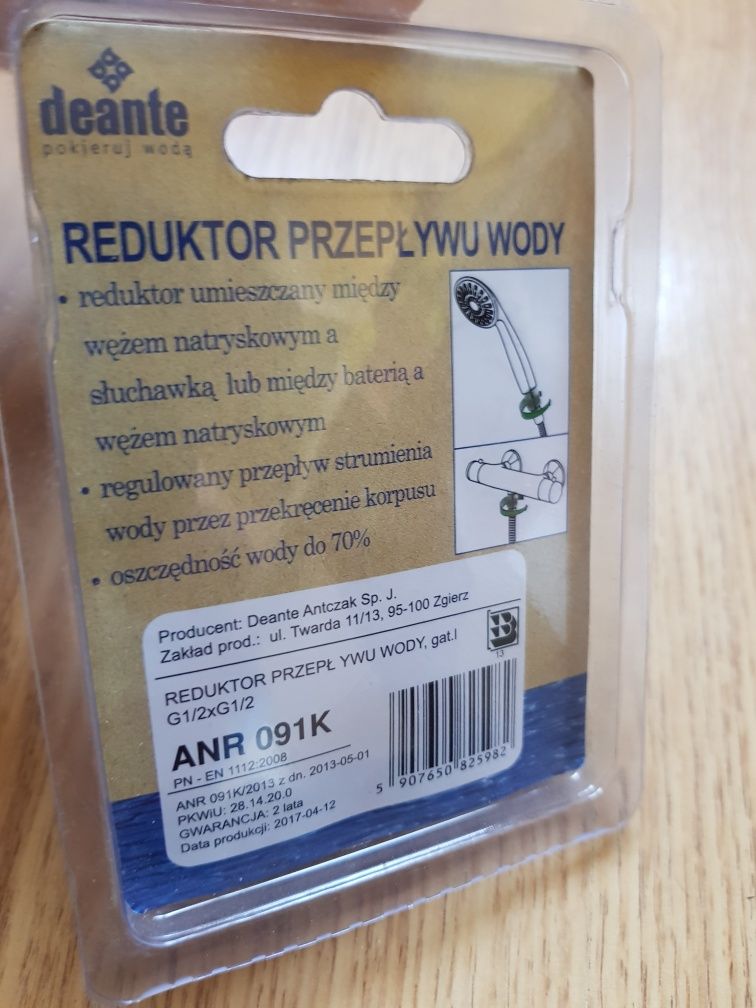 deante
pokieruj wodą
REDUKTOR PRZEPŁYWU WODY
• reduktor umieszczany między
wężem natryskowym a
słuchawką lub między baterią a
wężem natryskowym
• regulowany przepływ strumienia
wody przez przekręcenie korpusu
• oszczędność wody do 70%
Producent: Deante Antczak Sp. J.
Zakład prod.: ul. Twarda 11/13, 95-100 Zgierz
B
13
REDUKTOR PRZEPŁ YWU WODY, gat.I
G1/2xG1/2
ANR 091K
PN - EN 1112:2008
ANR 091K/2013 z dn. 2013-05-01
PKWiU: 28.14.20.0
GWARANCJA: 2 lata
Data produkcji: 2017-04-12
5 907650 825982